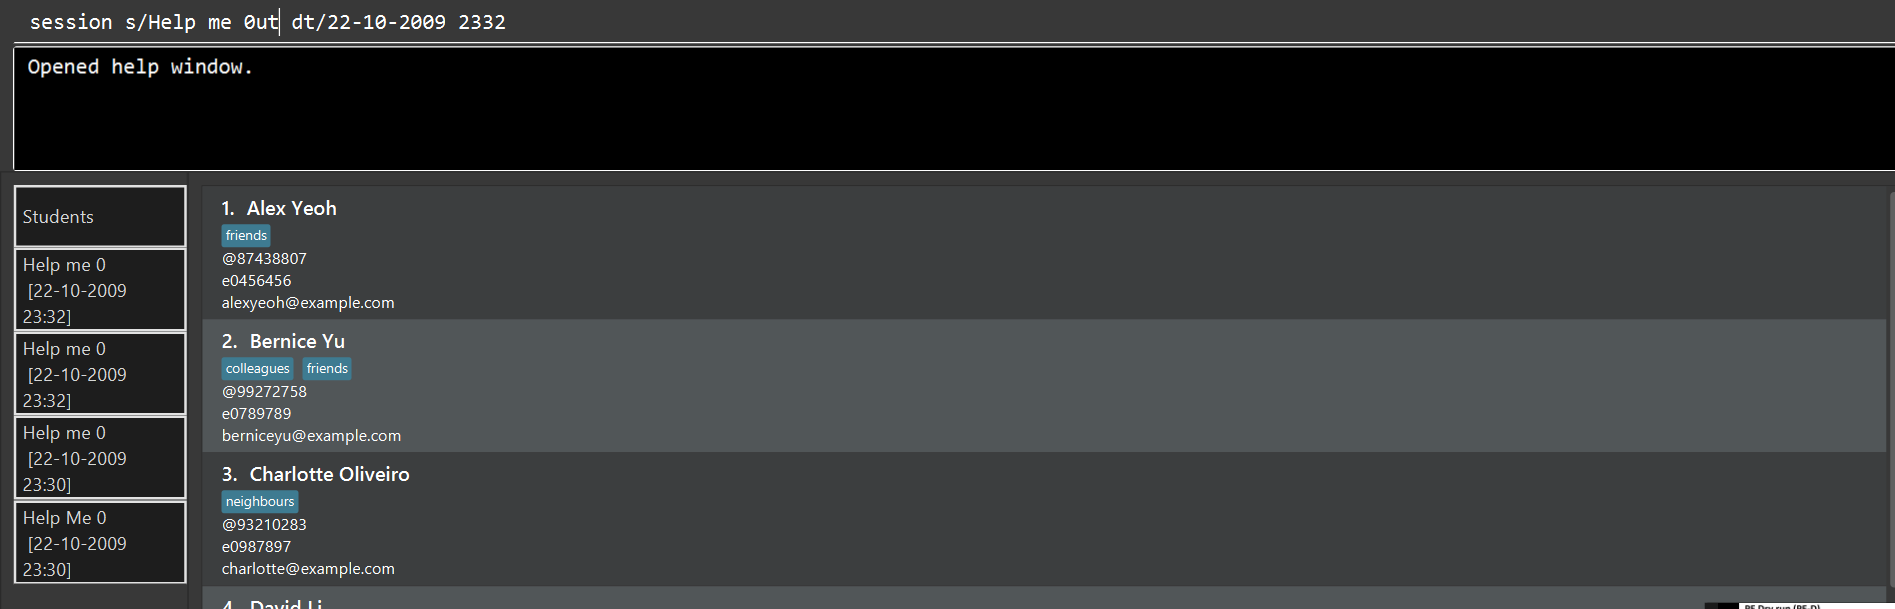 session s/Help me 0ut dt/22-10-2009 2332
Opened help window.
Students
Help me 0
[22-10-2009
23:32]
Help me 0
[22-10-2009
23:32]
Help me 0
[22-10-2009
23:30]
Help Me 0
[22-10-2009
23:30]
1. Alex Yeoh
friends
@87438807
e0456456
alexyeoh@example.com
2. Bernice Yu
colleagues friends
@99272758
e0789789
berniceyu@example.com
3. Charlotte Oliveiro
neighbours
@93210283
e0987897
charlotte@example.com
4. David Li
PE Dry run (PE-D)